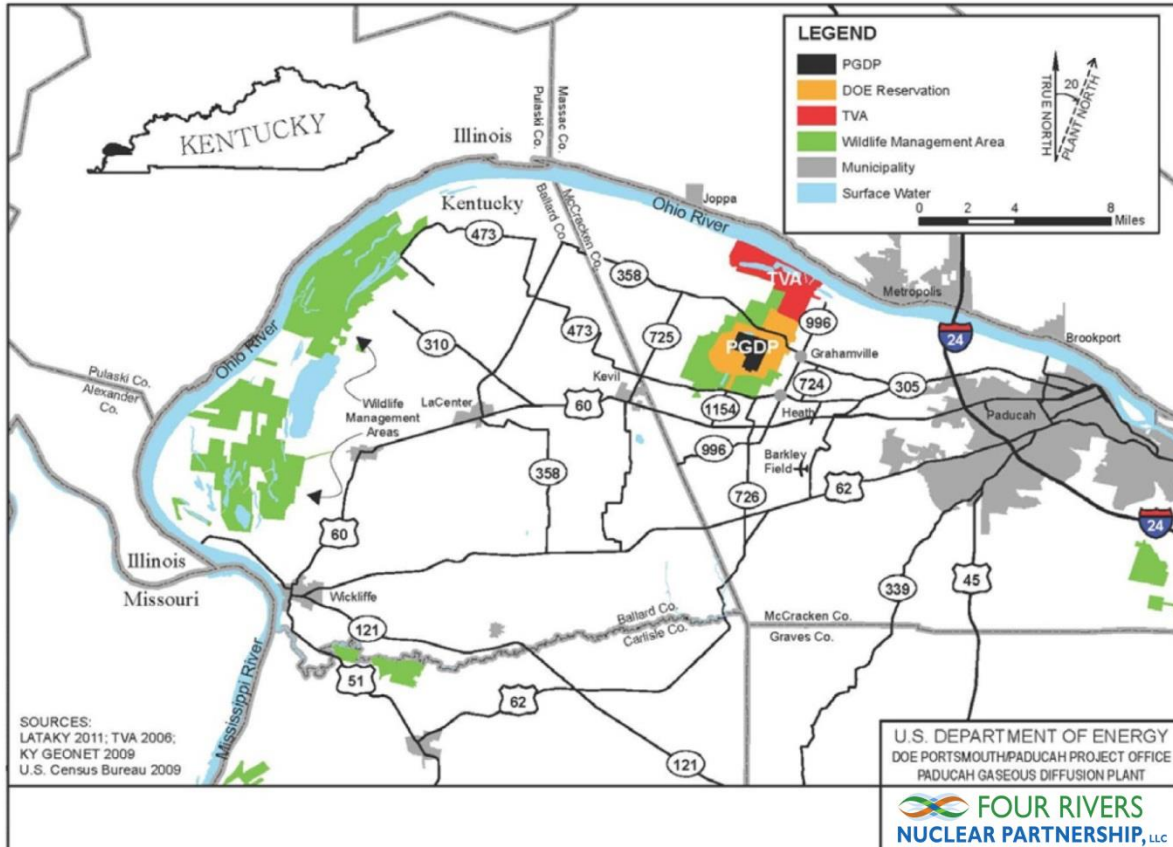 LEGEND
PGDP
DOE Reservation
TVA
Wildlife Management Area
Municipality
Surface Water
TRUE NORTH
20
PLANT NORTH
0 2 4 8
Miles
KENTUCKY
Illinois
Kentucky
Pulaski Co.
Massac Co.
Ballard Co.
McCracken Co.
Ohio River
Joppa
473
358
TVA
Metropolis
996
24
Brookport
Ohio River
310
473
725
PGDP
Grahamville
Pulaski Co.
Alexander Co.
Wildlife
Management
Areas
LaCenter
Kevil
60
724
305
1154
Heath
Paducah
358
996
Barkley
Field
726
62
24
60
Illinois
Missouri
Wickliffe
45
339
121
Ballard Co.
Carlisle Co.
McCracken Co.
Graves Co.
Mississippi River
51
62
121
SOURCES:
LATAKY 2011; TVA 2006;
KY GEONET 2009
U.S. Census Bureau 2009
U.S. DEPARTMENT OF ENERGY
DOE PORTSMOUTH/PADUCAH PROJECT OFFICE
PADUCAH GASEOUS DIFFUSION PLANT
FOUR RIVERS
NUCLEAR PARTNERSHIP, LLC